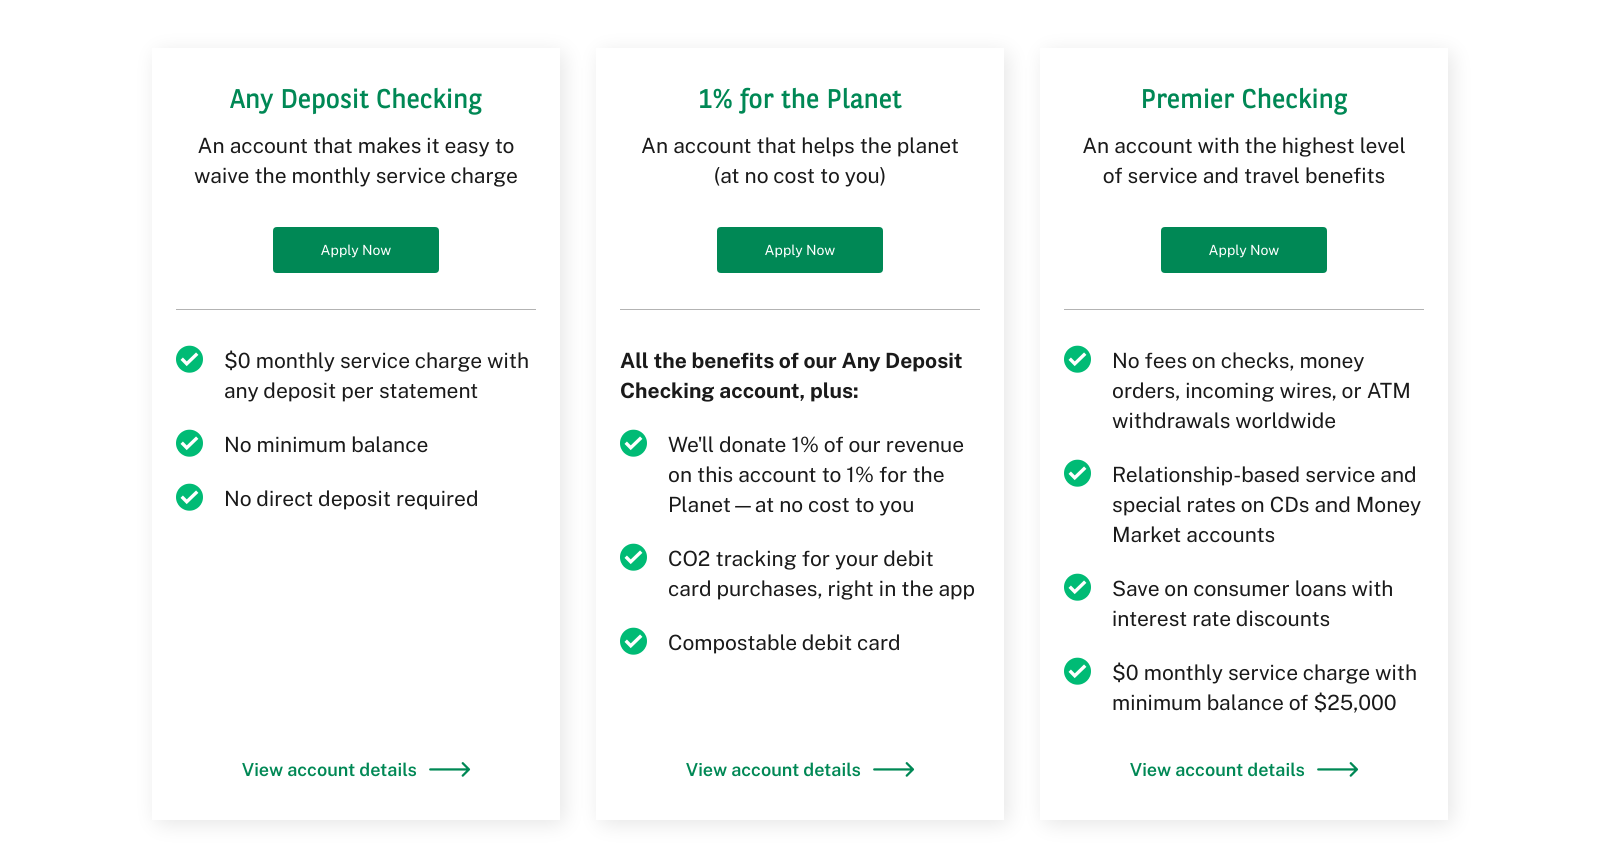 Any Deposit Checking
An account that makes it easy to
waive the monthly service charge
Apply Now
$0 monthly service charge with
any deposit per statement
No minimum balance
No direct deposit required
View account details
1% for the Planet
An account that helps the planet
(at no cost to you)
Apply Now
All the benefits of our Any Deposit
Checking account, plus:
We'll donate 1% of our revenue
on this account to 1% for the
Planet — at no cost to you
CO2 tracking for your debit
card purchases, right in the app
Compostable debit card
View account details
Premier Checking
An account with the highest level
of service and travel benefits
Apply Now
No fees on checks, money
orders, incoming wires, or ATM
withdrawals worldwide
Relationship-based service and
special rates on CDs and Money
Market accounts
Save on consumer loans with
interest rate discounts
$0 monthly service charge with
minimum balance of $25,000
View account details